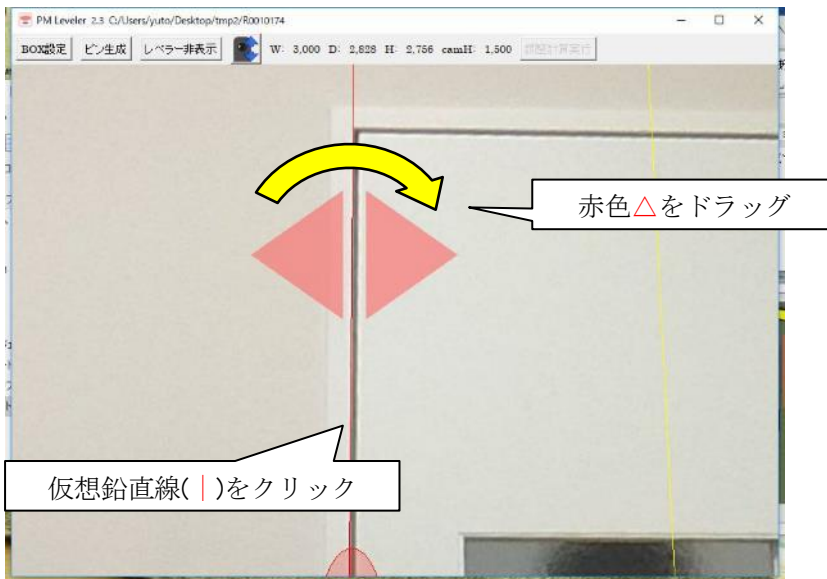 PM Leveler 2.3 C:/Users/yuto/Desktop/tmp2/R0010174
BOX設定 ピン生成 レベラー非表示 W: 3,000 D: 2,828 H: 2,756 camH: 1,500
赤色△をドラッグ
仮想鉛直線(｜)をクリック